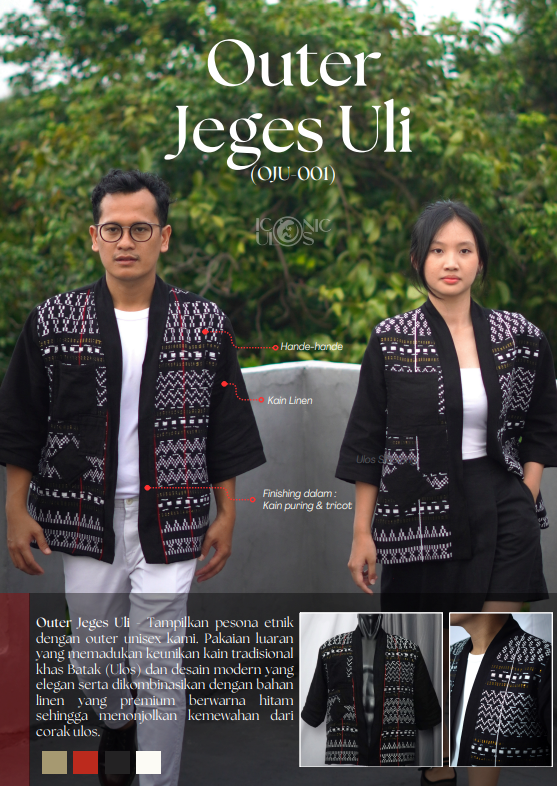 Outer
Jeges Uli
(OJU-001)
ICONIC
ULOS
Hande-hande
Kain Linen
Finishing dalam :
Kain puring & tricot
Outer Jeges Uli - Tampilkan pesona etnik
dengan outer unisex kami. Pakaian luaran
yang memadukan keunikan kain tradisional
khas Batak (Ulos) dan desain modern yang
elegan serta dikombinasikan dengan bahan
linen yang premium berwarna hitam
sehingga menonjolkan kemewahan dari
corak ulos.